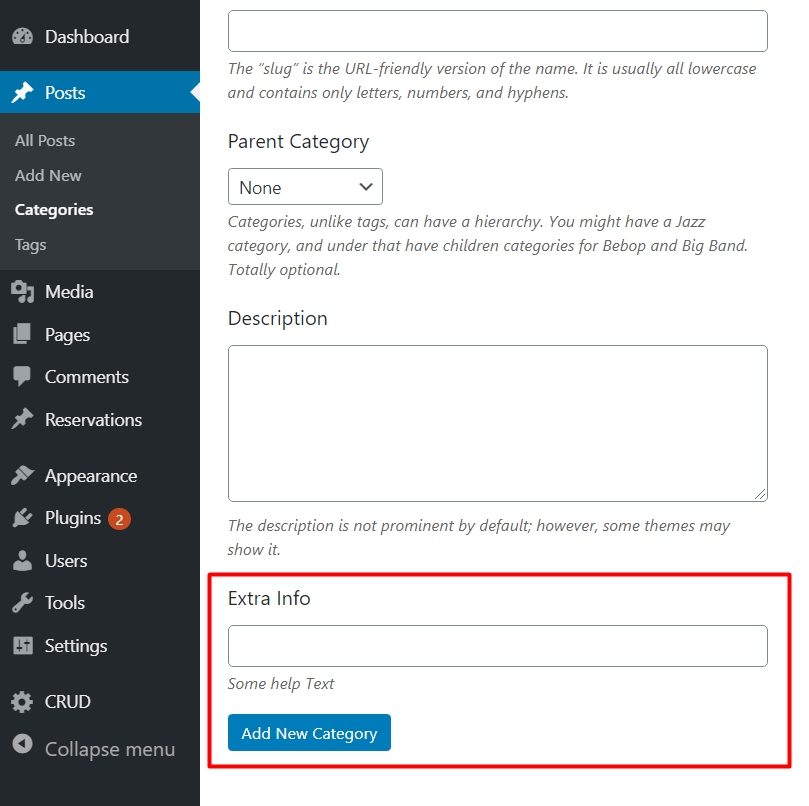 Dashboard
Posts
All Posts
Add New
Categories
Tags
Media
Pages
Comments
Reservations
Appearance
Plugins 2
Users
Tools
Settings
CRUD
Collapse menu
The “slug” is the URL-friendly version of the name. It is usually all lowercase
and contains only letters, numbers, and hyphens.
Parent Category
None
Categories, unlike tags, can have a hierarchy. You might have a Jazz
category, and under that have children categories for Bebop and Big Band.
Totally optional.
Description
The description is not prominent by default; however, some themes may
show it.
Extra Info
Some help Text
Add New Category